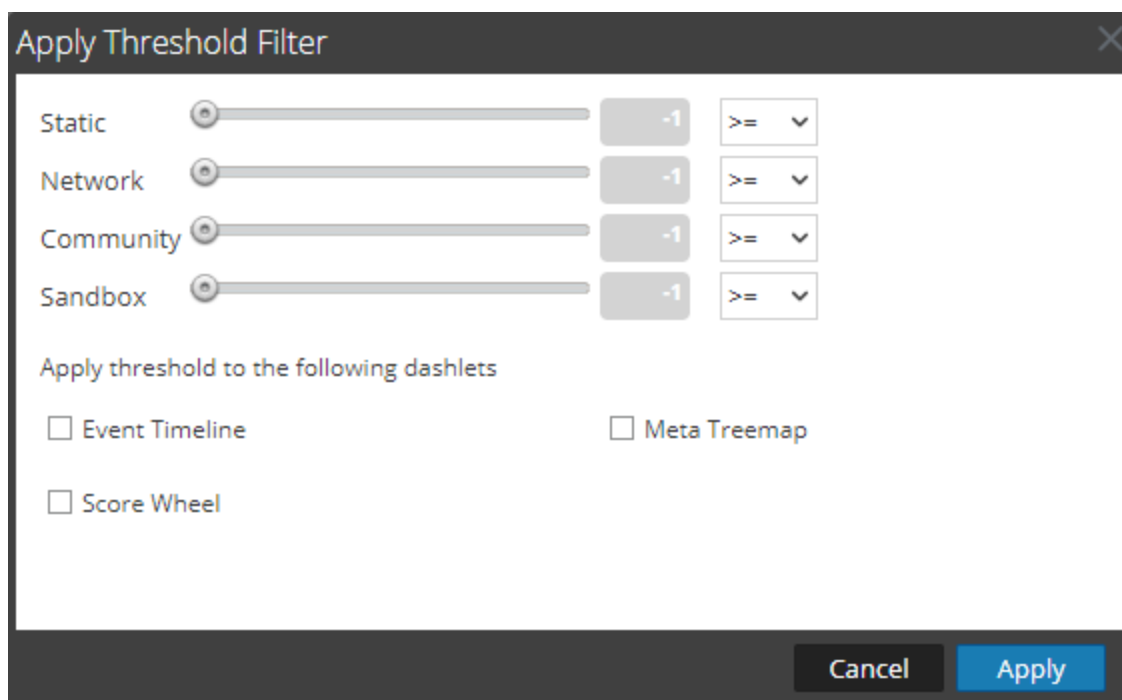 Apply Threshold Filter
Static -1 >=
Network -1 >=
Community -1 >=
Sandbox -1 >=
Apply threshold to the following dashlets
Event Timeline Meta Treemap
Score Wheel
Cancel Apply